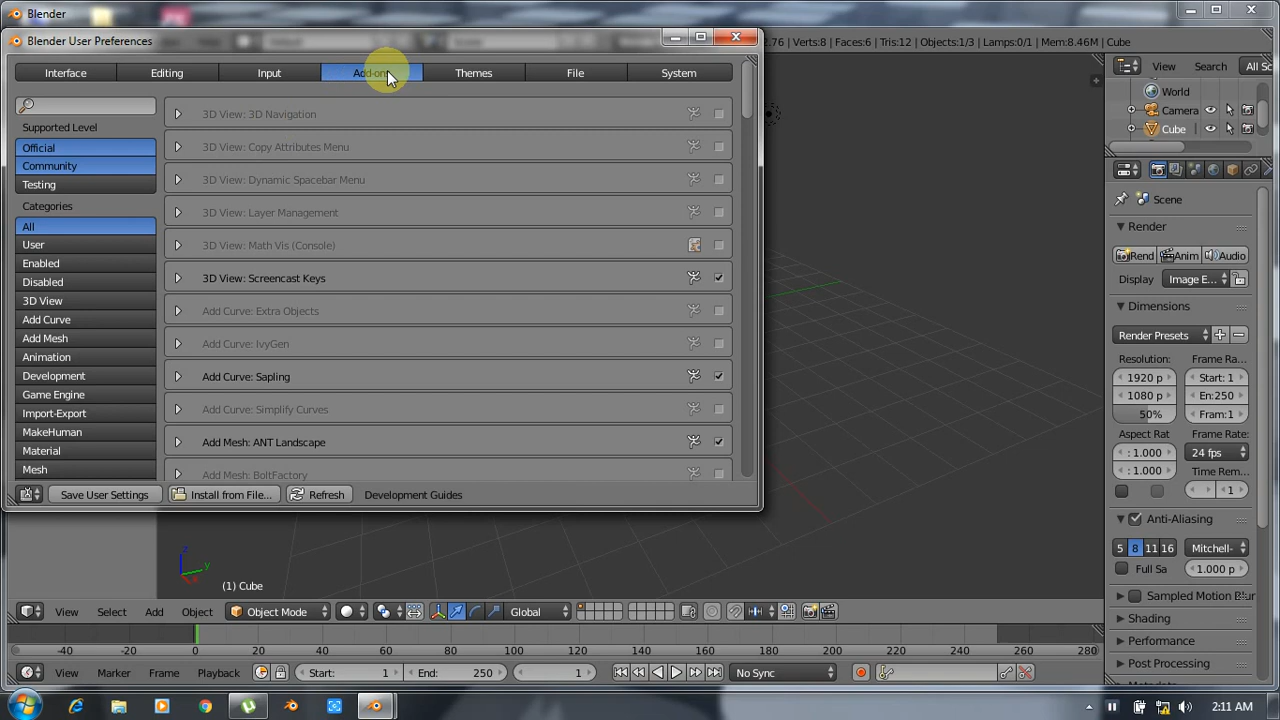 Blender
Blender User Preferences
2.76 | Verts:8 | Faces:6 | Tris:12 | Objects:1/3 | Lamps:0/1 | Mem:8.46M | Cube
Interface
Editing
Input
Add-ons
Themes
File
System
View
Search
All Sc
World
Camera
Cube
Supported Level
Official
Community
Testing
Categories
All
User
Enabled
Disabled
3D View
Add Curve
Add Mesh
Animation
Development
Game Engine
Import-Export
MakeHuman
Material
Mesh
3D View: 3D Navigation
3D View: Copy Attributes Menu
3D View: Dynamic Spacebar Menu
3D View: Layer Management
3D View: Math Vis (Console)
3D View: Screencast Keys
Add Curve: Extra Objects
Add Curve: IvyGen
Add Curve: Sapling
Add Curve: Simplify Curves
Add Mesh: ANT Landscape
Add Mesh: BoltFactory
Save User Settings
Install from File...
Refresh
Development Guides
Scene
Render
Rend
Anim
Audio
Display
Image E...
Dimensions
Render Presets
Resolution:
Frame Ra...
1920 p
Start: 1
1080 p
En:250
50%
Fram:1
Aspect Rat
Frame Rate:
: 1.000
24 fps
: 1.000
Time Rem...
1
Anti-Aliasing
5
8
11
16
Mitchell-
Full Sa
1.000 p
Sampled Motion Blur
Shading
Performance
Post Processing
z
y
x
(1) Cube
View
Select
Add
Object
Object Mode
Global
-40
-20
0
20
40
60
80
100
120
140
160
180
200
220
240
260
280
View
Marker
Frame
Playback
Start:
1
End:
250
1
No Sync
2:11 AM